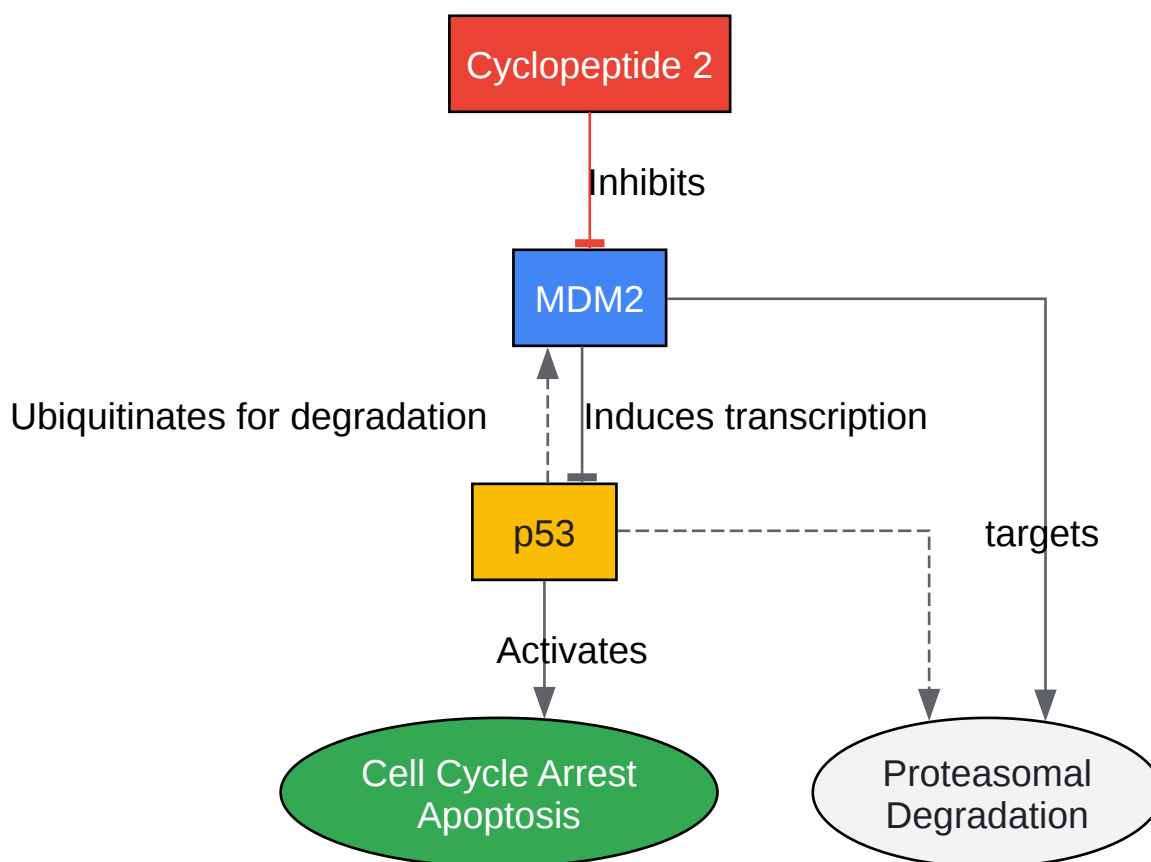 Cyclopeptide 2
Inhibits
MDM2
Ubiquitinates for degradation
Induces transcription
p53
targets
Activates
Cell Cycle Arrest
Apoptosis
Proteasomal
Degradation